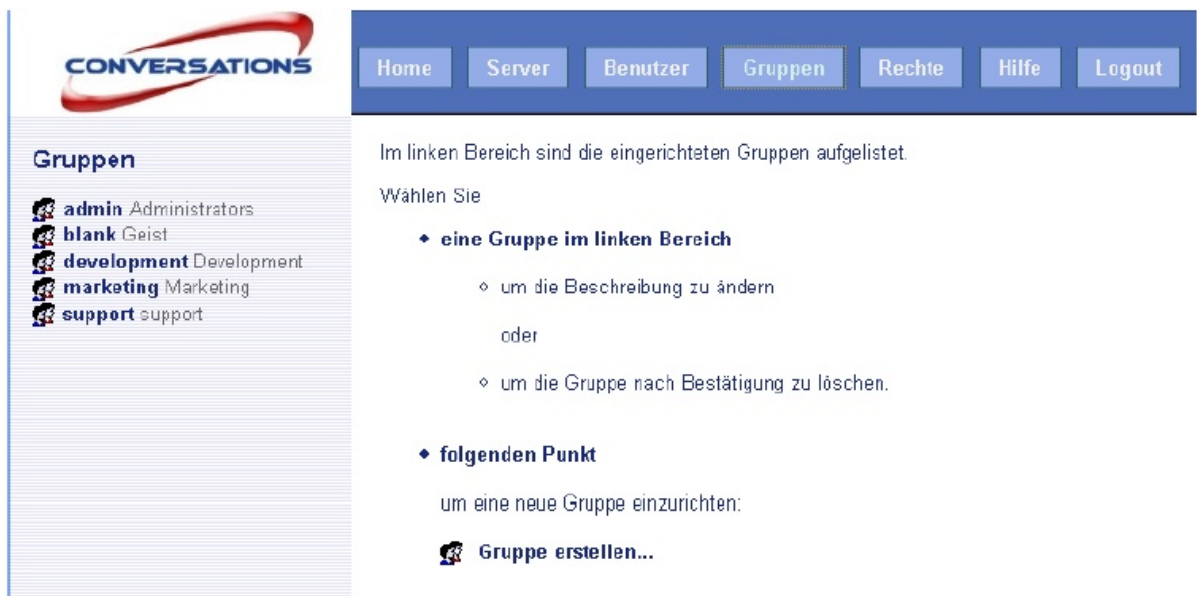 CONVERSATIONS
Home Server Benutzer Gruppen Rechte Hilfe Logout
Gruppen
admin Administrators
blank Geist
development Development
marketing Marketing
support support
Im linken Bereich sind die eingerichteten Gruppen aufgelistet.
Wählen Sie
eine Gruppe im linken Bereich
um die Beschreibung zu ändern
oder
um die Gruppe nach Bestätigung zu löschen.
folgenden Punkt
um eine neue Gruppe einzurichten:
Gruppe erstellen...